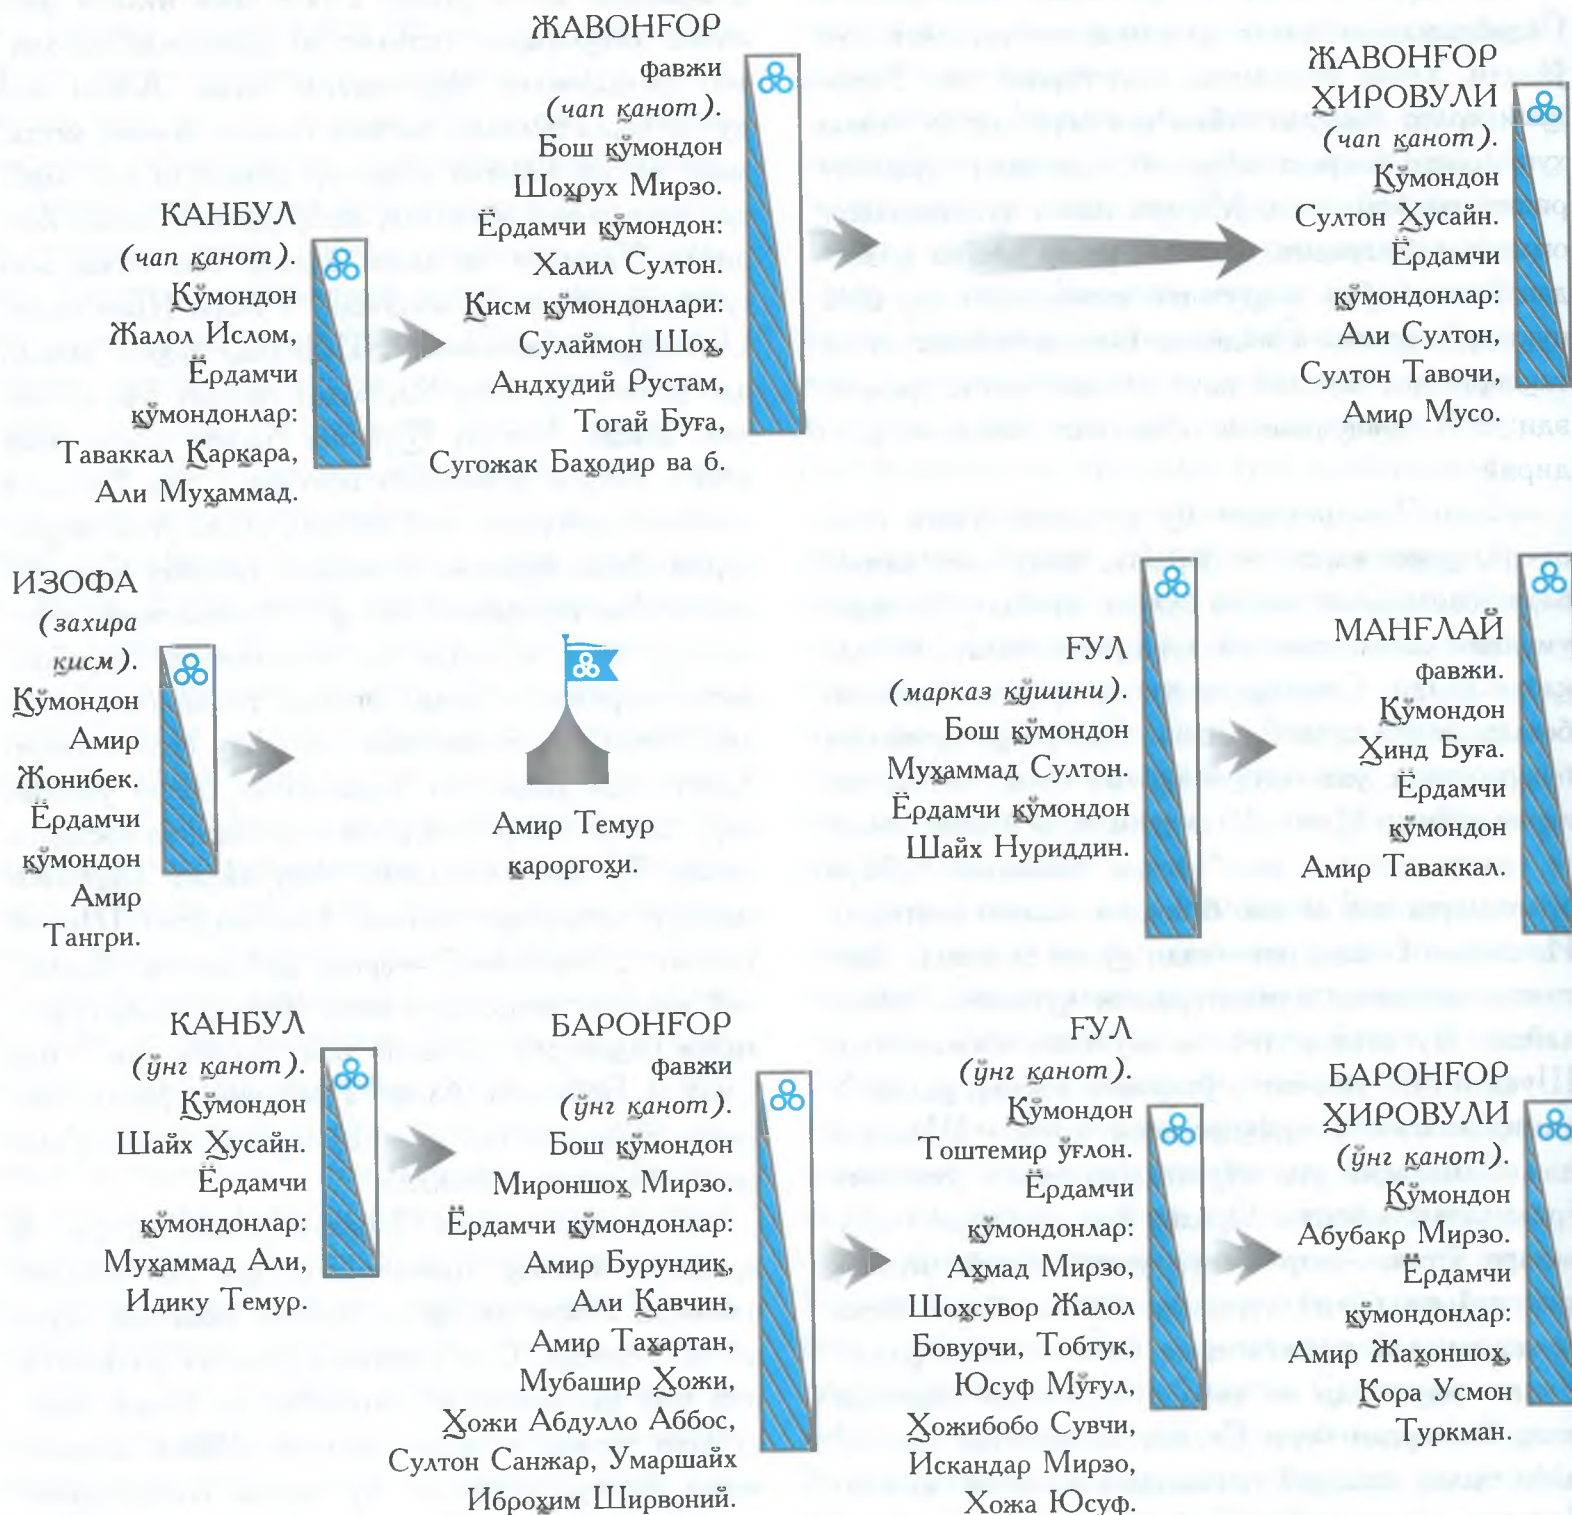 ЖАВОНҒОР
фавжи
(чап қанот).
Бош қўмондон
Шоҳрух Мирзо.
Ёрдамчи қўмондон:
Халил Султон.
Қисм қўмондонлари:
Сулаймон Шоҳ,
Андхудий Рустам,
Тогай Буға,
Сугожак Баҳодир ва б.
ЖАВОНҒОР
ҲИРОВУЛИ
(чап қанот).
Қўмондон
Султон Ҳусайн.
Ёрдамчи
қўмондонлар:
Али Султон,
Султон Тавочи,
Амир Мусо.
КАНБУЛ
(чап қанот).
Қўмондон
Жалол Ислом,
Ёрдамчи
қўмондонлар:
Таваккал Қарқара,
Али Муҳаммад.
ИЗОФА
(захира
қисм).
Қўмондон
Амир
Жонибек.
Ёрдамчи
қўмондон
Амир
Тангри.
Амир Темур
қароргоҳи.
ҒУЛ
(марказ қўшини).
Бош қўмондон
Муҳаммад Султон.
Ёрдамчи қўмондон
Шайх Нуриддин.
МАНҒЛАЙ
фавжи.
Қўмондон
Ҳинд Буға.
Ёрдамчи
қўмондон
Амир Таваккал.
КАНБУЛ
(ўнг қанот).
Қўмондон
Шайх Ҳусайн.
Ёрдамчи
қўмондонлар:
Муҳаммад Али,
Идику Темур.
БАРОНҒОР
фавжи
(ўнг қанот).
Бош қўмондон
Мироншоҳ Мирзо.
Ёрдамчи қўмондонлар:
Амир Бурундиқ,
Али Қавчин,
Амир Таҳартан,
Мубашир Ҳожи,
Ҳожи Абдулло Аббос,
Султон Санжар, Умаршайх
Иброҳим Ширвоний.
ҒУЛ
(ўнг қанот).
Қўмондон
Тоштемир ўғлон.
Ёрдамчи
қўмондонлар:
Аҳмад Мирзо,
Шоҳсувор Жалол
Бовурчи, Тобтук,
Юсуф Мўғул,
Ҳожибобо Сувчи,
Искандар Мирзо,
Ҳожа Юсуф.
БАРОНҒОР
ҲИРОВУЛИ
(ўнг қанот).
Қўмондон
Абубакр Мирзо.
Ёрдамчи
қўмондонлар:
Амир Жаҳоншоҳ,
Қора Усмон
Туркман.